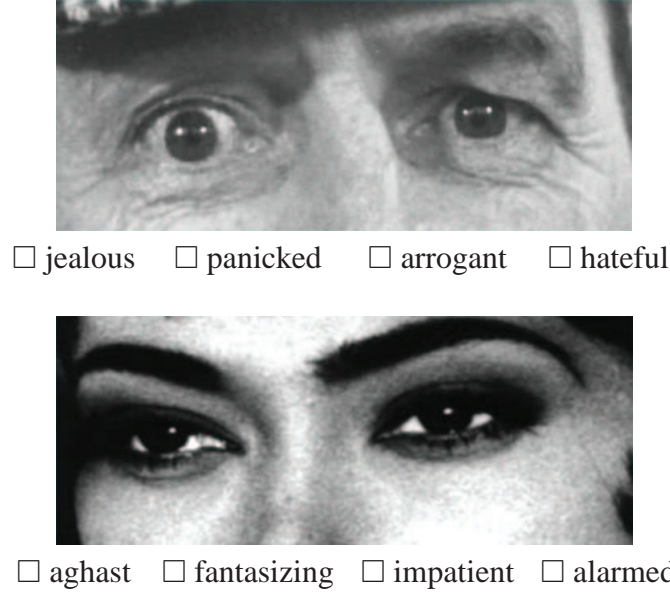 ☐ jealous ☐ panicked ☐ arrogant ☐ hateful
☐ aghast ☐ fantasizing ☐ impatient ☐ alarmed